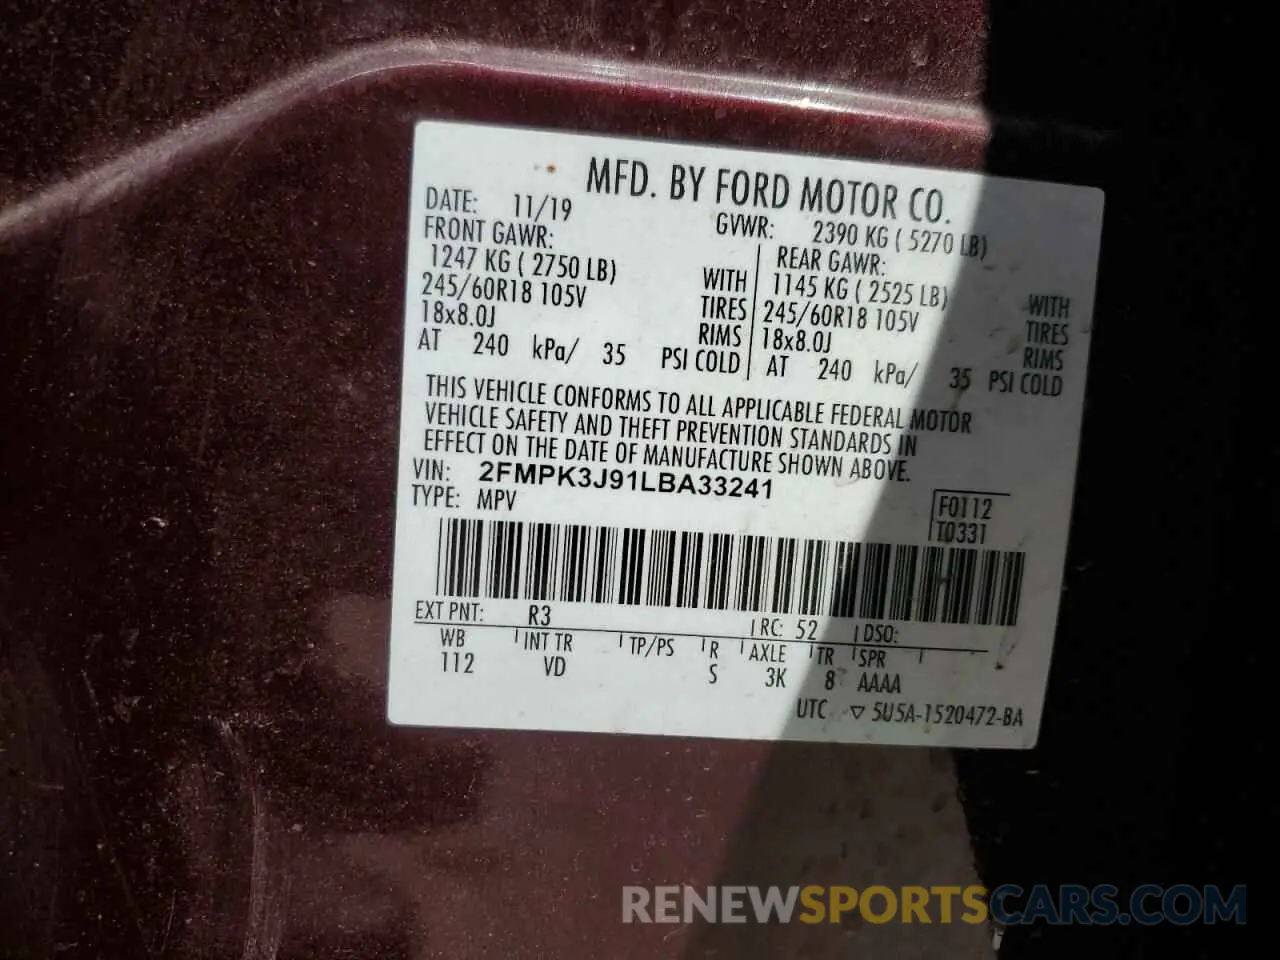 MFD. BY FORD MOTOR CO.
DATE: 11/19 GVWR: 2390 KG ( 5270 LB)
FRONT GAWR: REAR GAWR:
1247 KG ( 2750 LB) WITH 1145 KG ( 2525 LB) WITH
245/60R18 105V TIRES 245/60R18 105V TIRES
18x8.0J RIMS 18x8.0J RIMS
AT 240 kPa/ 35 PSI COLD AT 240 kPa/ 35 PSI COLD
THIS VEHICLE CONFORMS TO ALL APPLICABLE FEDERAL MOTOR
VEHICLE SAFETY AND THEFT PREVENTION STANDARDS IN
EFFECT ON THE DATE OF MANUFACTURE SHOWN ABOVE.
VIN: 2FMPK3J91LBA33241
TYPE: MPV
F0112
T0331
EXT PNT: R3 RC: 52 DSO:
WB INT TR TP/PS R AXLE TR SPR
112 VD S 3K 8 AAAA
UTC ▽ 5U5A-1520472-BA
RENEWSPORTSCARS.COM